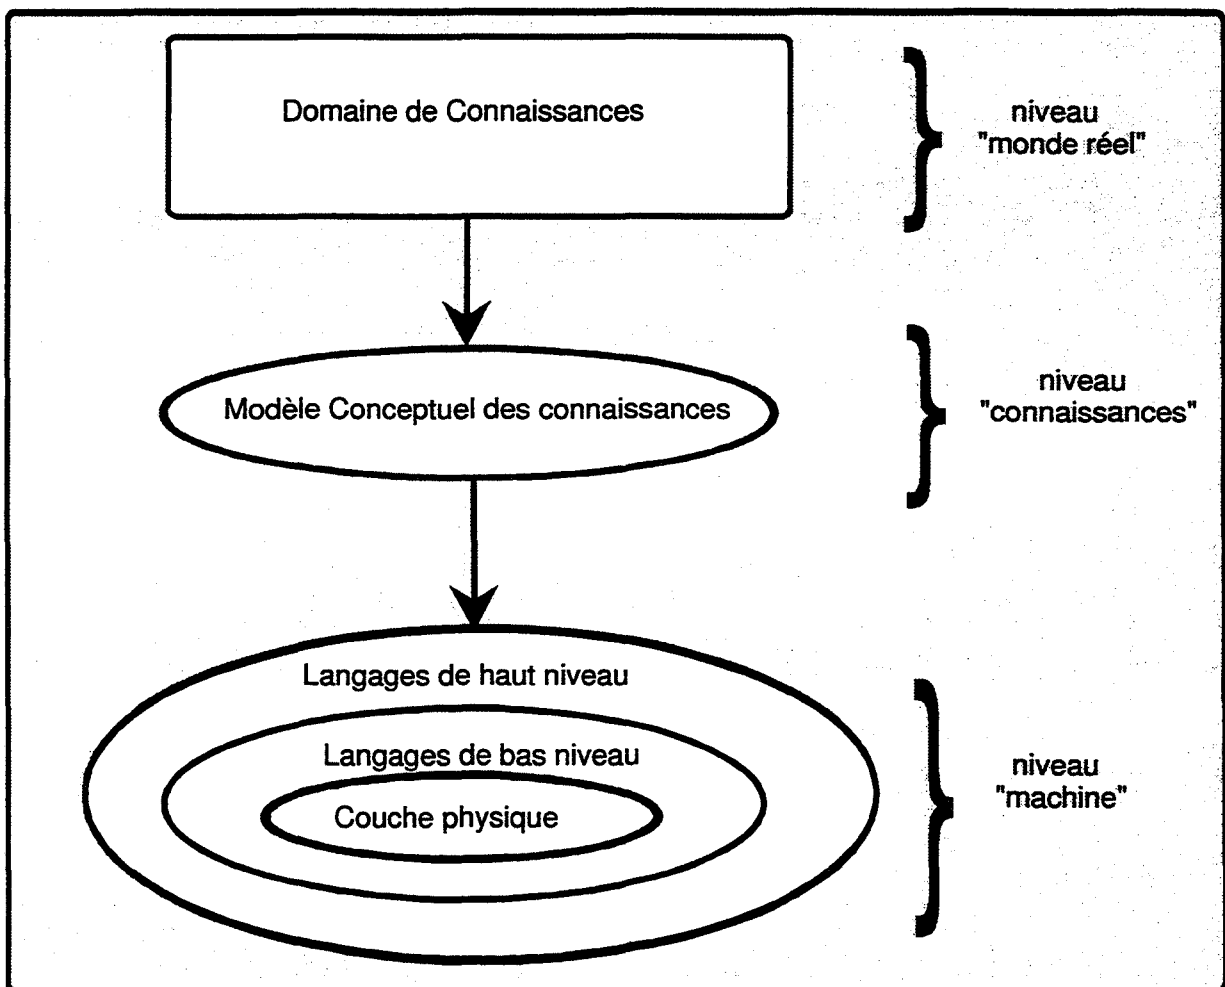 Domaine de Connaissances
niveau
"monde réel"
Modèle Conceptuel des connaissances
niveau
"connaissances"
Langages de haut niveau
Langages de bas niveau
Couche physique
niveau
"machine"